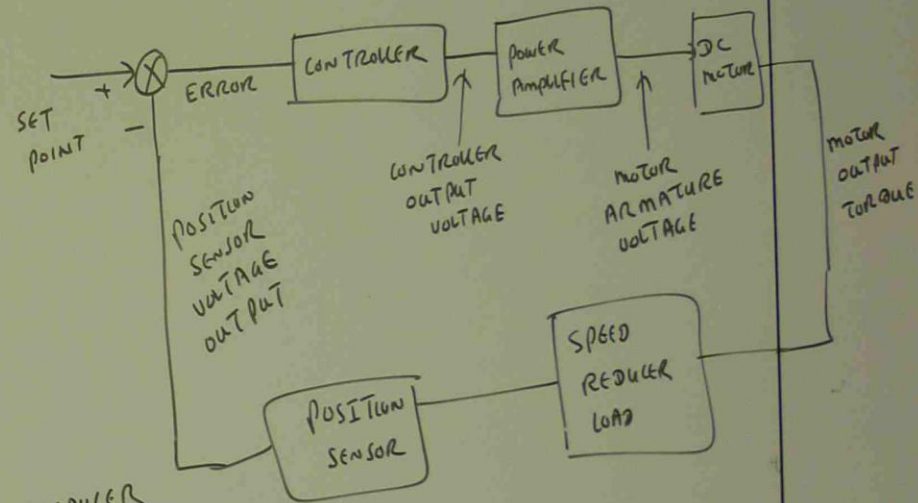 SET
POINT
+
-
ERROR
CONTROLLER
POWER
AMPLIFIER
DC
MOTOR
CONTROLLER
OUTPUT
VOLTAGE
MOTOR
ARMATURE
VOLTAGE
MOTOR
OUTPUT
TORQUE
POSITION
SENSOR
VOLTAGE
OUTPUT
POSITION
SENSOR
SPEED
REDUCER
LOAD